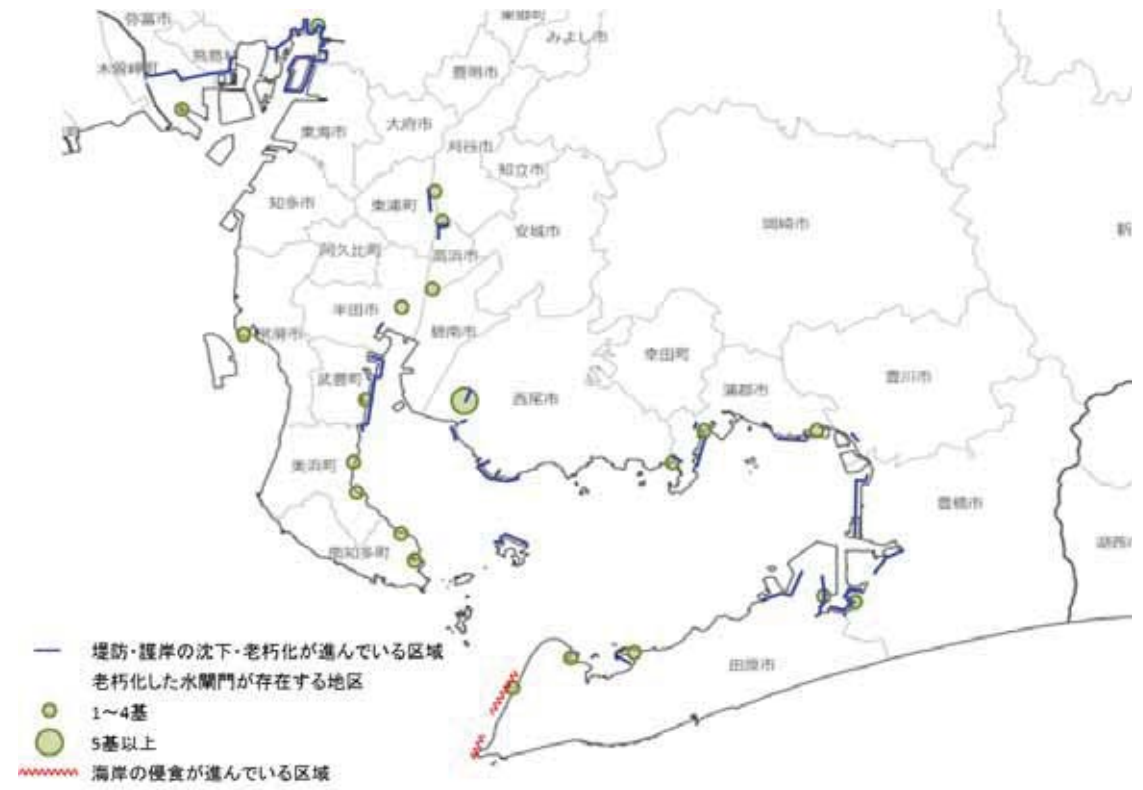 弥富市
東郷町
みよし市
飛島村
木曽岬町
豊明市
東海市
大府市
刈谷市
知立市
知多市
東浦町
安城市
岡崎市
新
阿久比町
高浜市
半田市
碧南市
常滑市
幸田町
武豊町
西尾市
蒲郡市
豊川市
美浜町
豊橋市
湖西市
南知多町
田原市
堤防・護岸の沈下・老朽化が進んでいる区域
老朽化した水閘門が存在する地区
1～4基
5基以上
海岸の侵食が進んでいる区域